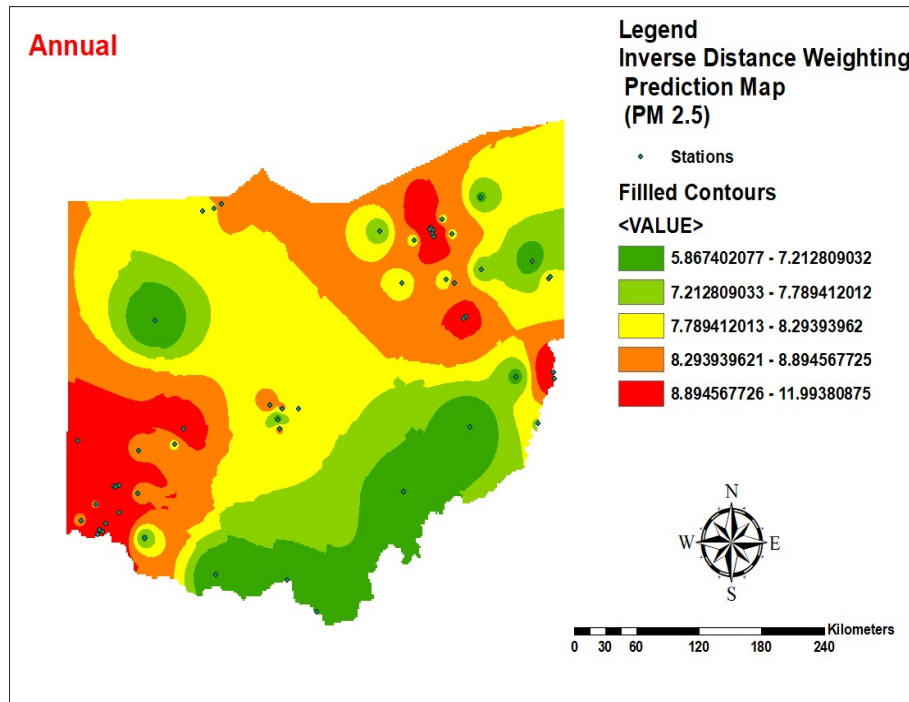 Annual
Legend
Inverse Distance Weighting
Prediction Map
(PM 2.5)
Stations
Fillled Contours
<VALUE>
5.867402077 - 7.212809032
7.212809033 - 7.789412012
7.789412013 - 8.29393962
8.293939621 - 8.894567725
8.894567726 - 11.99380875
N
W E
S
Kilometers
0 30 60 120 180 240